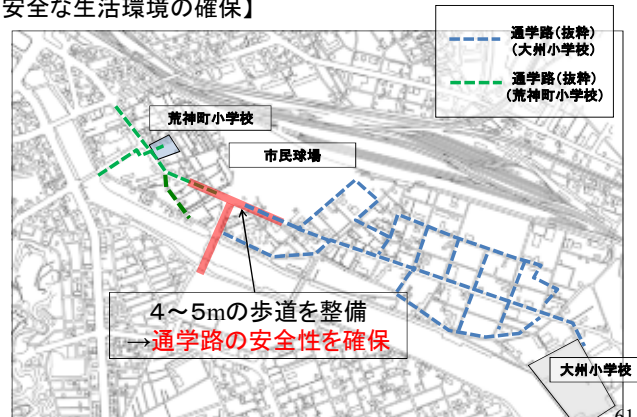 安全な生活環境の確保】
通学路(抜粋)
(大州小学校)
通学路(抜粋)
(荒神町小学校)
荒神町小学校
市民球場
4～5mの歩道を整備
→通学路の安全性を確保
大州小学校
61